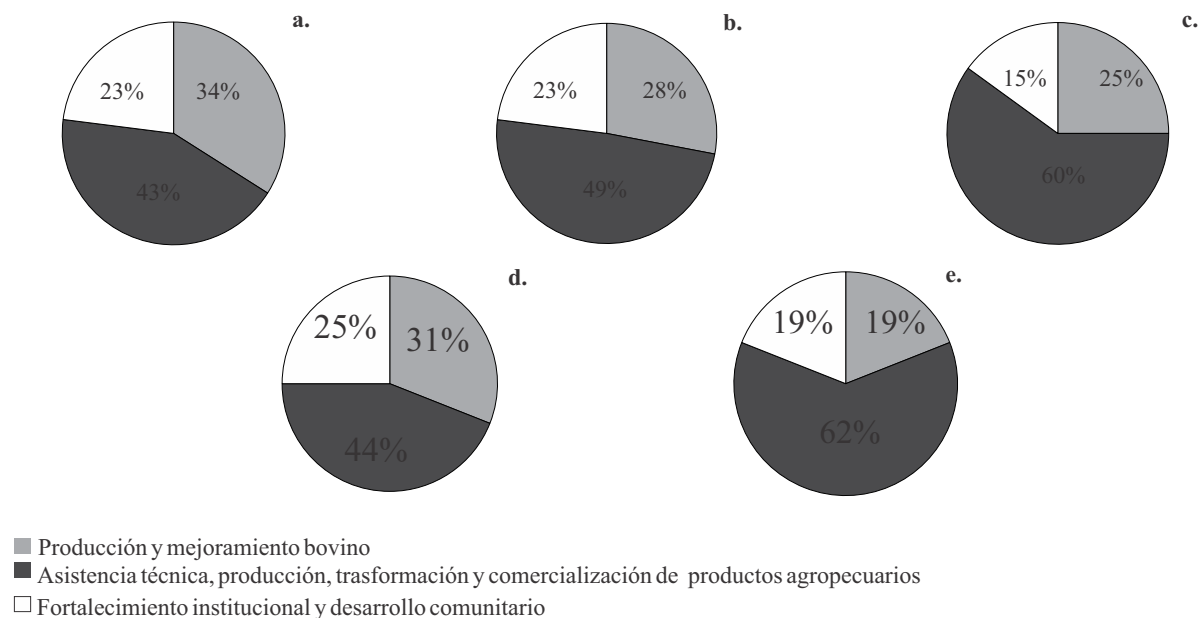 a.
23%
34%
43%
b.
23%
28%
49%
c.
15%
25%
60%
d.
25%
31%
44%
e.
19%
19%
62%
Producción y mejoramiento bovino
Asistencia técnica, producción, trasformación y comercialización de productos agropecuarios
Fortalecimiento institucional y desarrollo comunitario